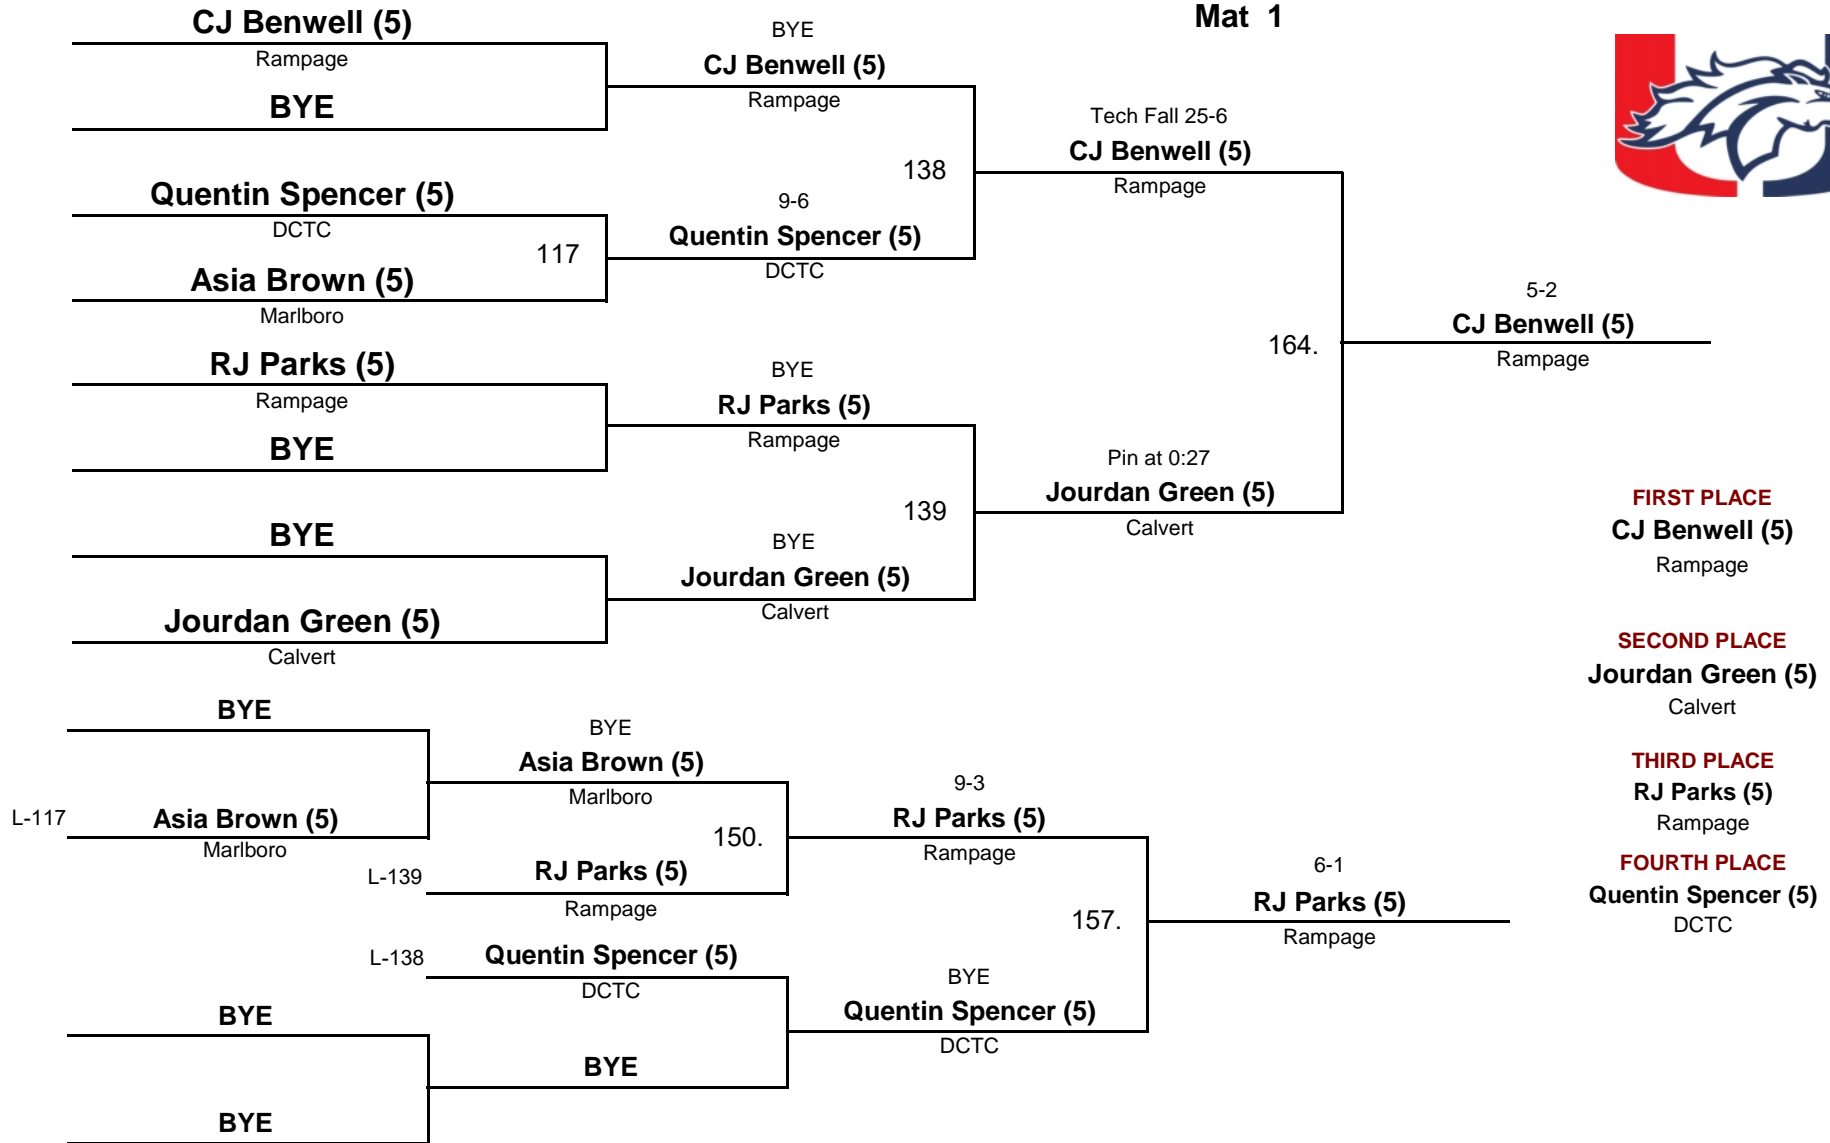 Mat 1
CJ Benwell (5)
Rampage
BYE
Quentin Spencer (5)
DCTC
117
Asia Brown (5)
Marlboro
RJ Parks (5)
Rampage
BYE
BYE
Jourdan Green (5)
Calvert
BYE
CJ Benwell (5)
Rampage
138
9-6
Quentin Spencer (5)
DCTC
BYE
RJ Parks (5)
Rampage
139
BYE
Jourdan Green (5)
Calvert
Tech Fall 25-6
CJ Benwell (5)
Rampage
164.
Pin at 0:27
Jourdan Green (5)
Calvert
5-2
CJ Benwell (5)
Rampage
FIRST PLACE
CJ Benwell (5)
Rampage
SECOND PLACE
Jourdan Green (5)
Calvert
THIRD PLACE
RJ Parks (5)
Rampage
FOURTH PLACE
Quentin Spencer (5)
DCTC
BYE
L-117
Asia Brown (5)
Marlboro
BYE
BYE
BYE
Asia Brown (5)
Marlboro
150.
L-139
RJ Parks (5)
Rampage
L-138
Quentin Spencer (5)
DCTC
BYE
9-3
RJ Parks (5)
Rampage
157.
BYE
Quentin Spencer (5)
DCTC
6-1
RJ Parks (5)
Rampage